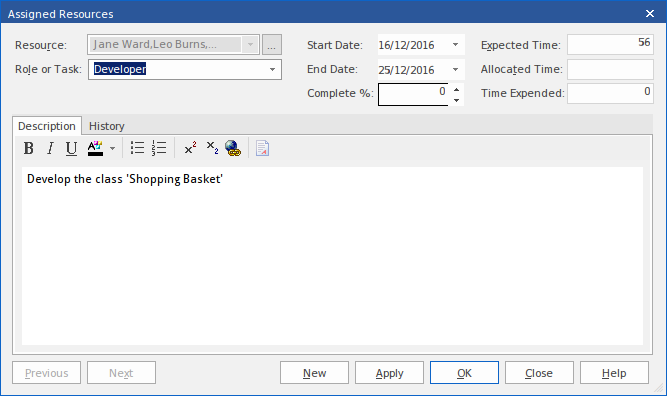 Assigned Resources
Resource: Jane Ward,Leo Burns,... ... Start Date: 16/12/2016 Expected Time: 56
Role or Task: Developer End Date: 25/12/2016 Allocated Time:
Complete %: 0 Time Expended: 0
Description History
B I U A x² x₂
Develop the class 'Shopping Basket'
Previous Next New Apply OK Close Help